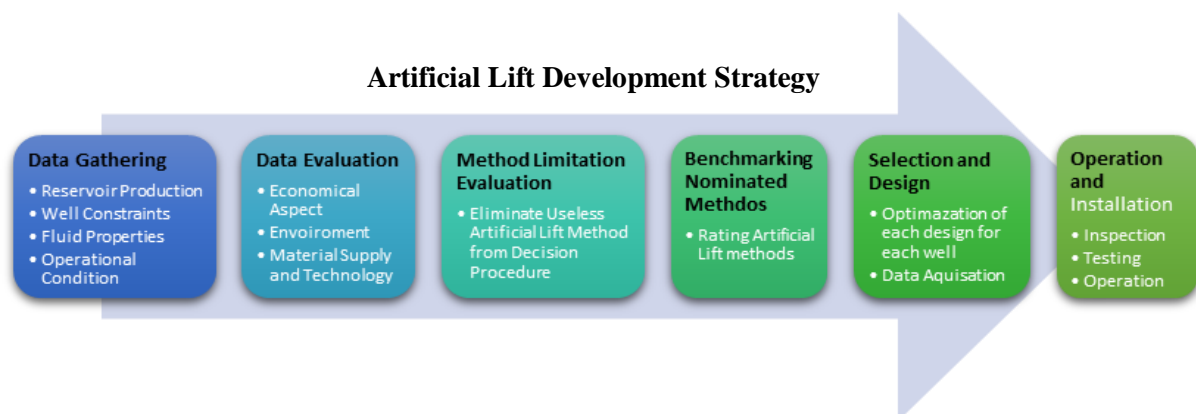 Artificial Lift Development Strategy
Data Gathering
• Reservoir Production
• Well Constraints
• Fluid Properties
• Operational
Condition
Data Evaluation
• Economical
Aspect
• Envoiroment
• Material Supply
and Technology
Method Limitation
Evaluation
• Eliminate Useless
Artificial Lift Method
from Decision
Procedure
Benchmarking
Nominated
Methdos
• Rating Artificial
Lift methods
Selection and
Design
• Optimazation of
each design for
each well
• Data Aquisation
Operation
and
Installation
• Inspection
• Testing
• Operation